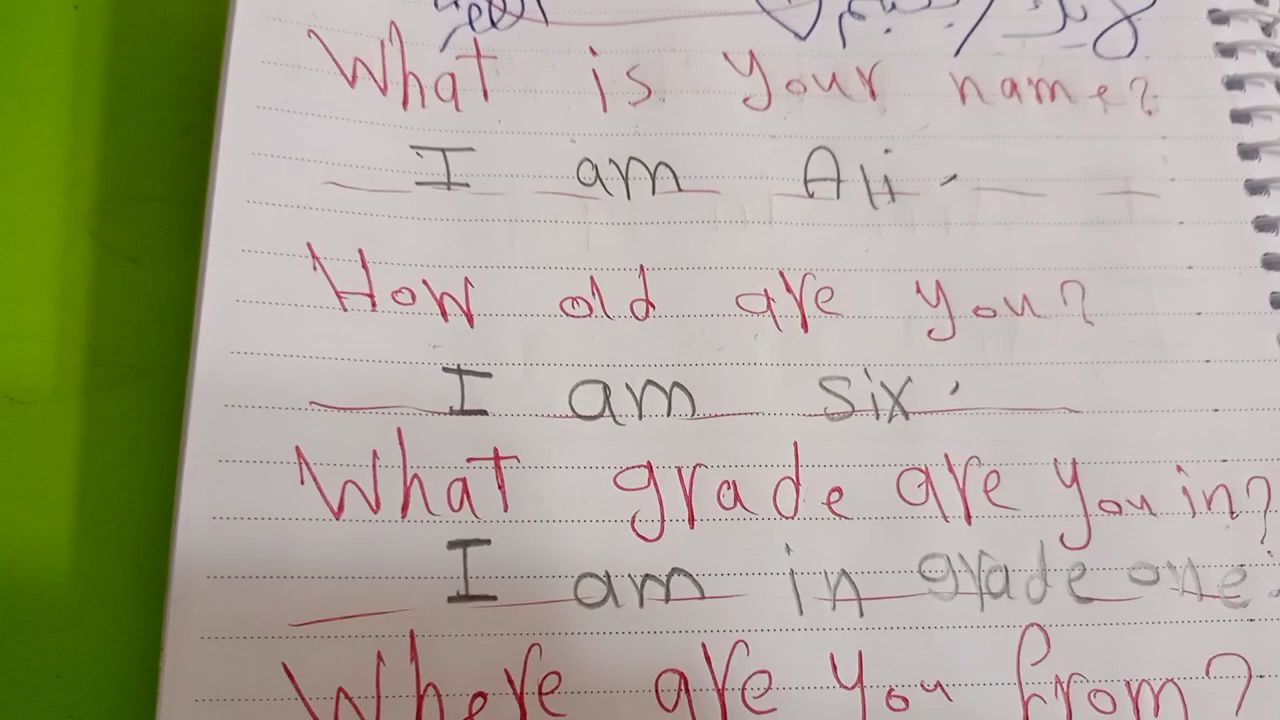 What is your name?
I am Ali.
How old are you?
I am six.
What grade are you in?
I am in grade one.
Where are you from?